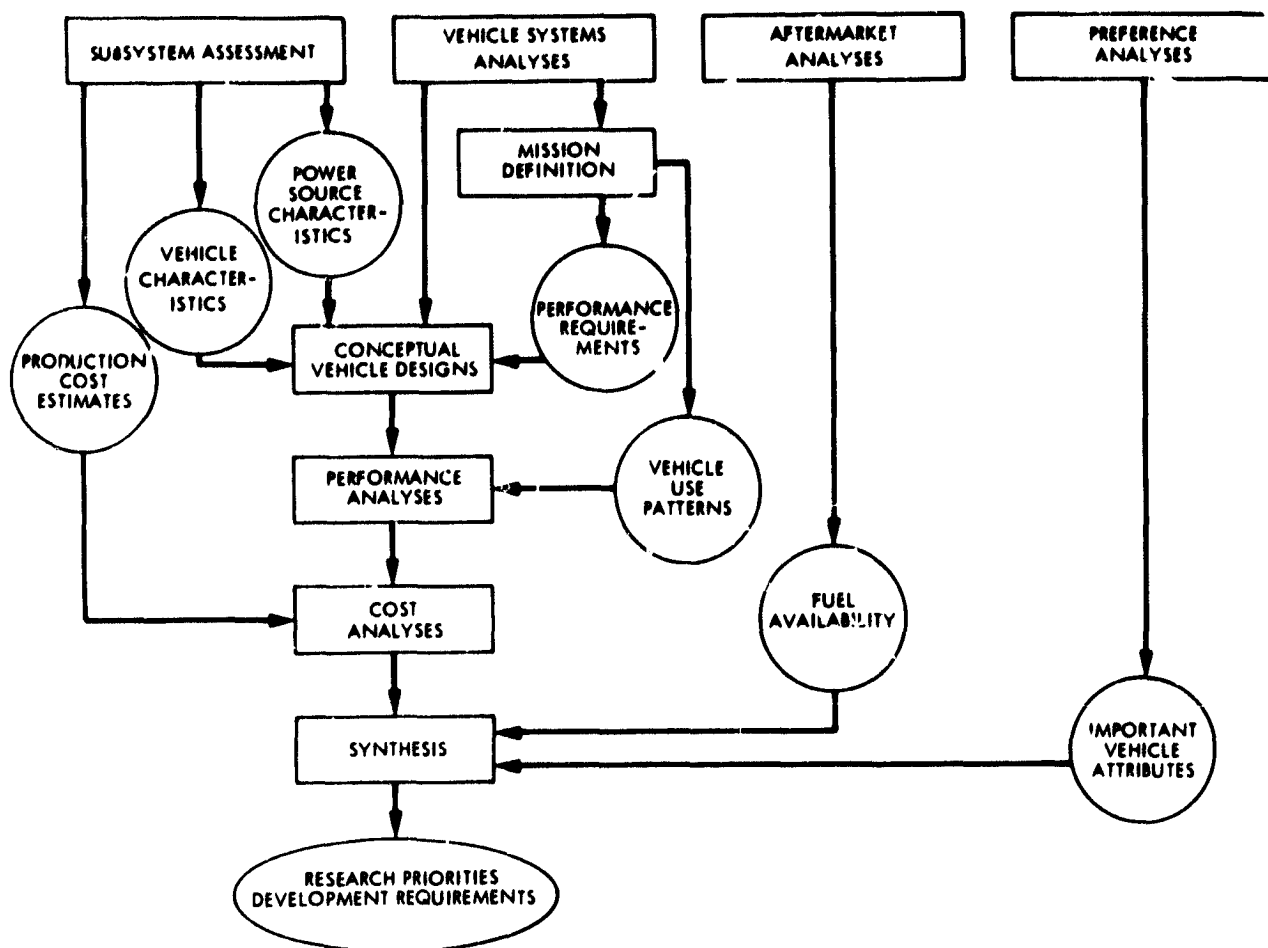 SUBSYSTEM ASSESSMENT
VEHICLE SYSTEMS
ANALYSES
AFTERMARKET
ANALYSES
PREFERENCE
ANALYSES
MISSION
DEFINITION
POWER
SOURCE
CHARACTER-
ISTICS
VEHICLE
CHARACTER-
ISTICS
PERFORMANCE
REQUIRE-
MENTS
PRODUCTION
COST
ESTIMATES
CONCEPTUAL
VEHICLE DESIGNS
PERFORMANCE
ANALYSES
VEHICLE
USE
PATTERNS
COST
ANALYSES
FUEL
AVAILABILITY
SYNTHESIS
IMPORTANT
VEHICLE
ATTRIBUTES
RESEARCH PRIORITIES
DEVELOPMENT REQUIREMENTS